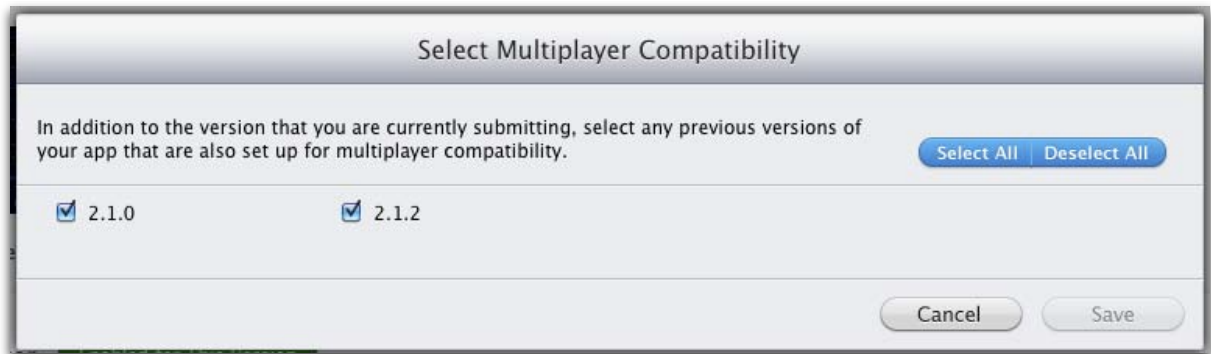 Select Multiplayer Compatibility
In addition to the version that you are currently submitting, select any previous versions of
your app that are also set up for multiplayer compatibility.
Select All Deselect All
2.1.0 2.1.2
Cancel Save